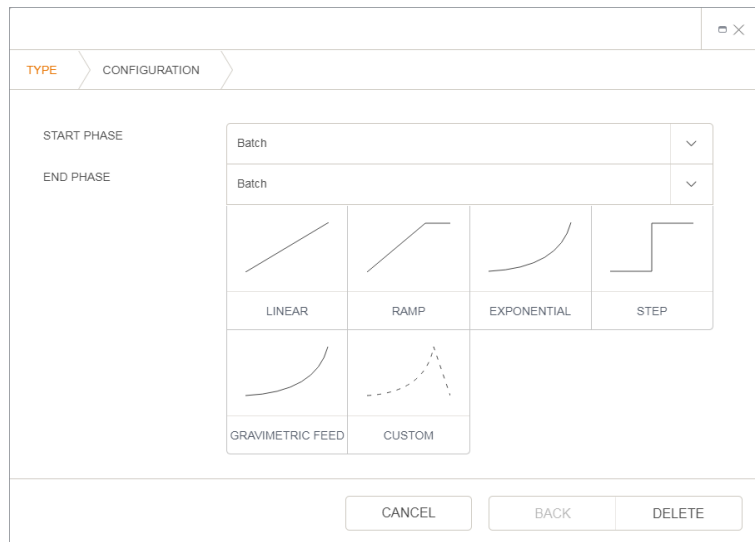 TYPE CONFIGURATION
START PHASE Batch
END PHASE Batch
LINEAR RAMP EXPONENTIAL STEP
GRAVIMETRIC FEED CUSTOM
CANCEL BACK DELETE